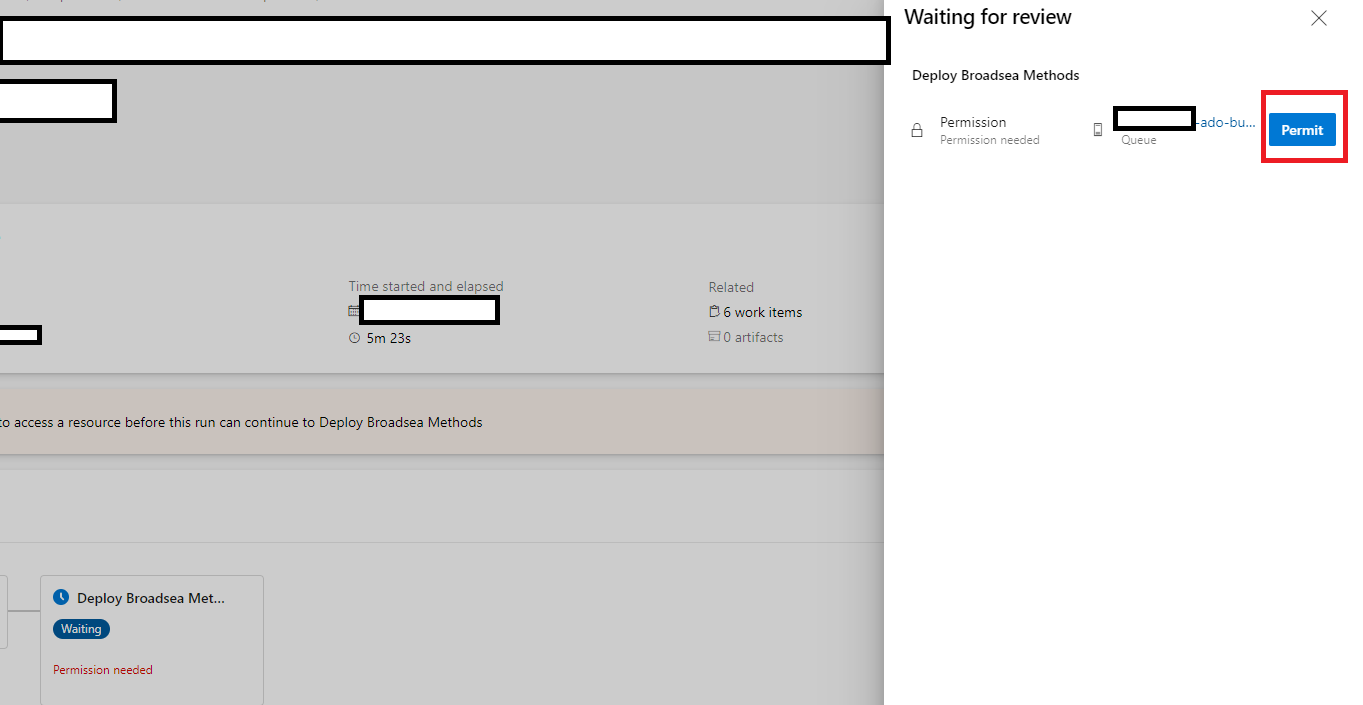 Waiting for review
Deploy Broadsea Methods
Permission
Permission needed
-ado-bu...
Queue
Permit
Time started and elapsed
5m 23s
Related
6 work items
0 artifacts
to access a resource before this run can continue to Deploy Broadsea Methods
Deploy Broadsea Met...
Waiting
Permission needed